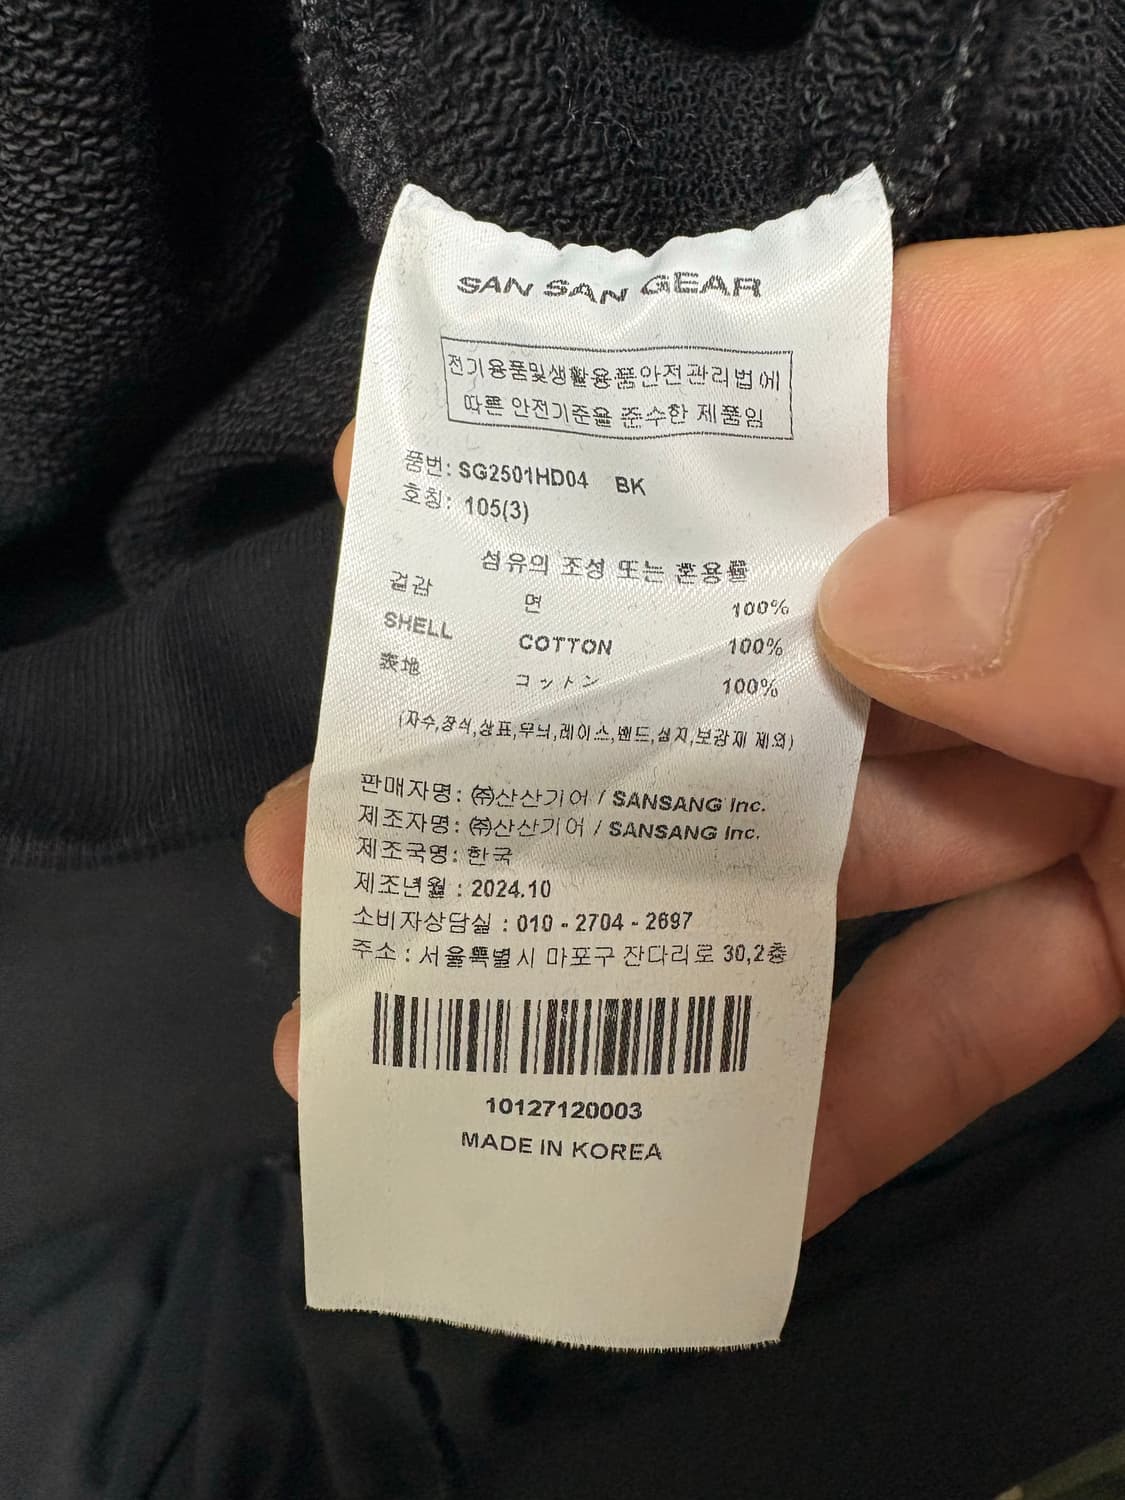 SAN SAN GEAR
전기용품및생활용품안전관리법에
따른 안전기준을 준수한 제품임
품번: SG2501HD04 BK
호칭: 105(3)
섬유의 조성 또는 혼용률
겉감 면 100%
SHELL COTTON 100%
表地 コットン 100%
(자수,장식,상표,무늬,레이스,밴드,심지,보강재 제외)
판매자명: ㈜산산기어 / SANSANG Inc.
제조자명: ㈜산산기어 / SANSANG Inc.
제조국명: 한국
제조년월 : 2024.10
소비자상담실 : 010 - 2704 - 2697
주소 : 서울특별시 마포구 잔다리로 30,2층
10127120003
MADE IN KOREA